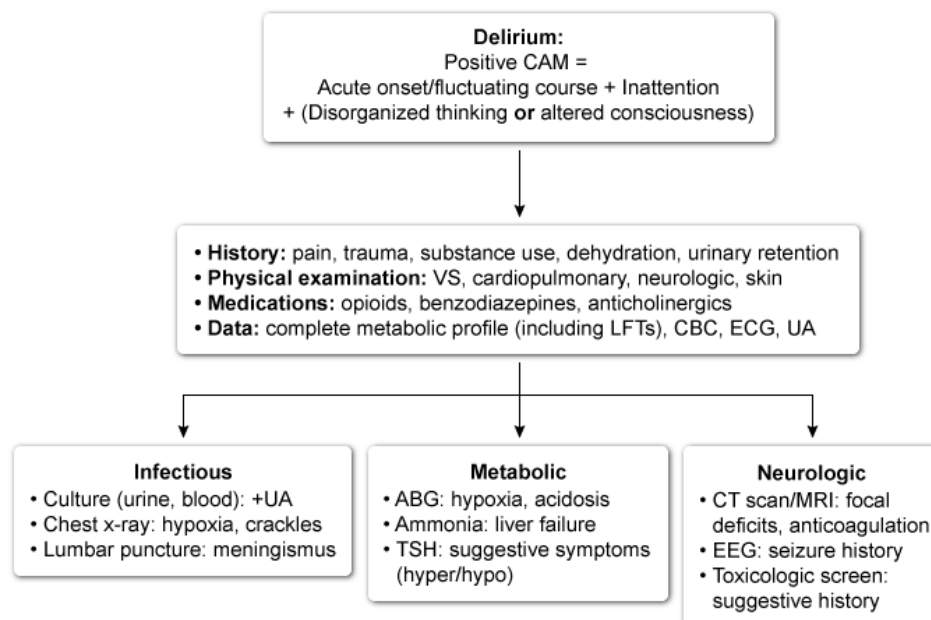 Delirium:
Positive CAM =
Acute onset/fluctuating course + Inattention
+ (Disorganized thinking or altered consciousness)
• History: pain, trauma, substance use, dehydration, urinary retention
• Physical examination: VS, cardiopulmonary, neurologic, skin
• Medications: opioids, benzodiazepines, anticholinergics
• Data: complete metabolic profile (including LFTs), CBC, ECG, UA
Infectious
• Culture (urine, blood): +UA
• Chest x-ray: hypoxia, crackles
• Lumbar puncture: meningismus
Metabolic
• ABG: hypoxia, acidosis
• Ammonia: liver failure
• TSH: suggestive symptoms
(hyper/hypo)
Neurologic
• CT scan/MRI: focal
deficits, anticoagulation
• EEG: seizure history
• Toxicologic screen:
suggestive history